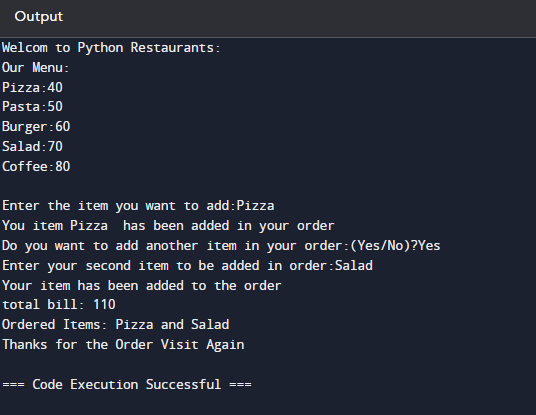 Output
Welcom to Python Restaurants:
Our Menu:
Pizza:40
Pasta:50
Burger:60
Salad:70
Coffee:80
Enter the item you want to add:Pizza
You item Pizza  has been added in your order
Do you want to add another item in your order:(Yes/No)?Yes
Enter your second item to be added in order:Salad
Your item has been added to the order
total bill: 110
Ordered Items: Pizza and Salad
Thanks for the Order Visit Again
=== Code Execution Successful ===